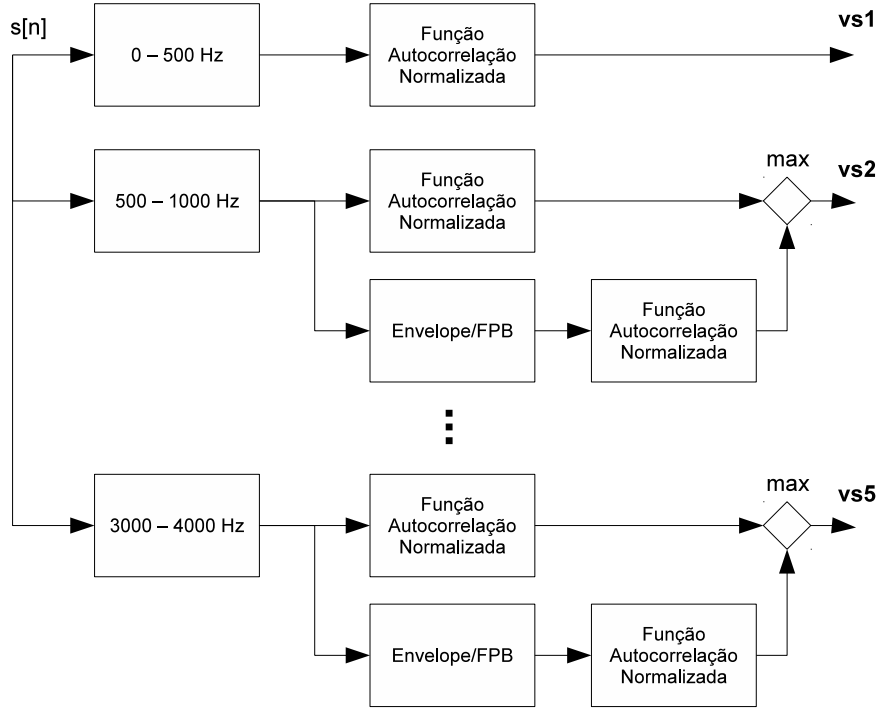 s[n]
0 – 500 Hz
Função
Autocorrelação
Normalizada
vs1
500 – 1000 Hz
Função
Autocorrelação
Normalizada
max
vs2
Envelope/FPB
Função
Autocorrelação
Normalizada
3000 – 4000 Hz
Função
Autocorrelação
Normalizada
max
vs5
Envelope/FPB
Função
Autocorrelação
Normalizada